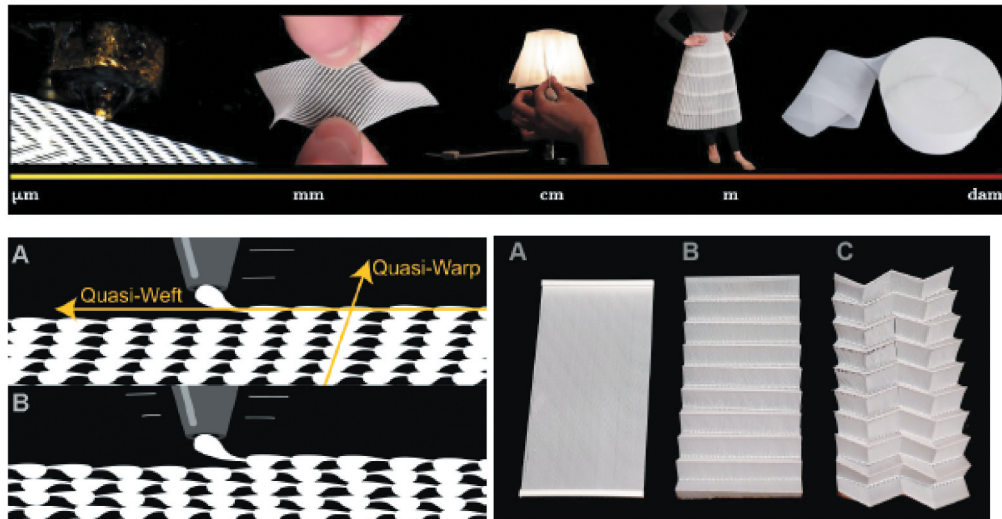 μm mm cm m dam
A
Quasi-Warp
Quasi-Weft
B
A B C